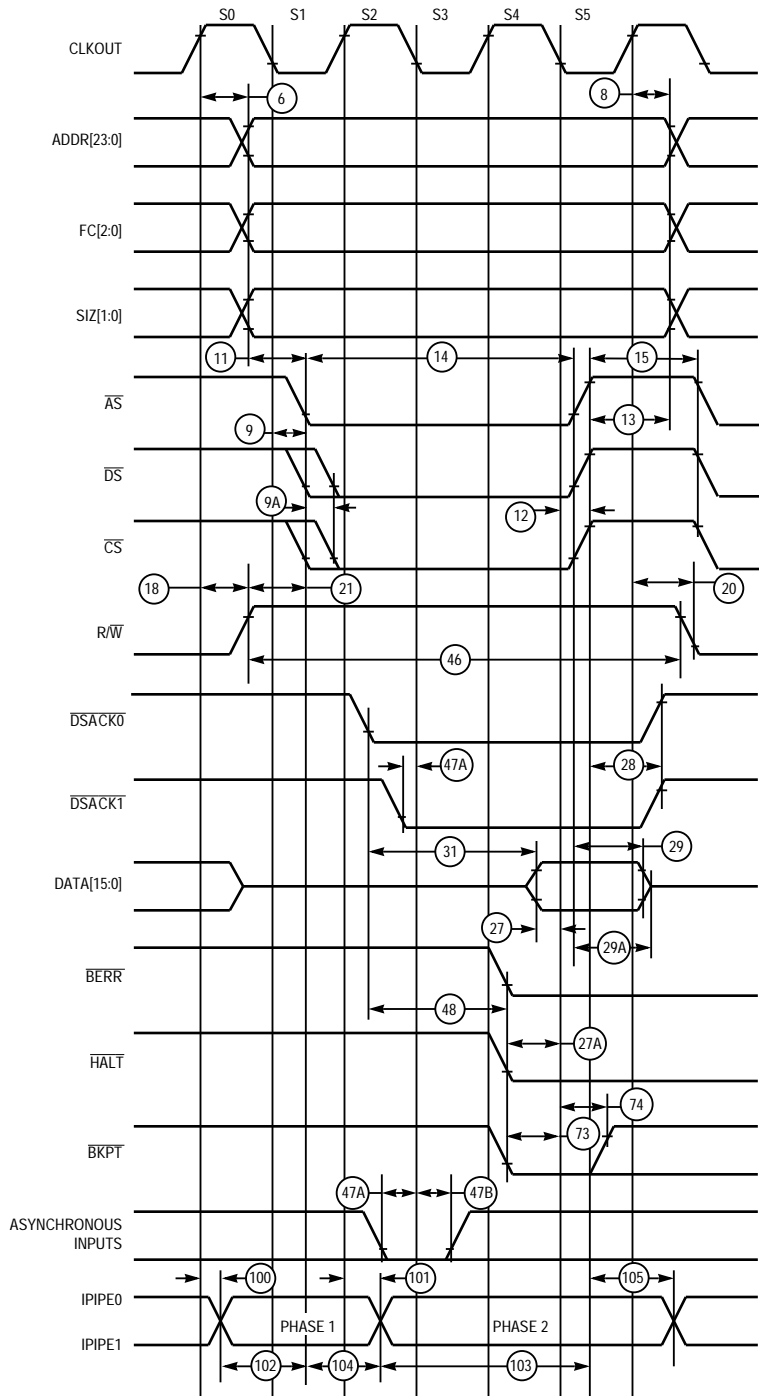 S0 S1 S2 S3 S4 S5
CLKOUT
6 8
ADDR[23:0]
FC[2:0]
SIZ[1:0]
11 14 15
AS
13
9
DS
9A 12
CS
18 21 20
R/W
46
DSACK0
47A 28
DSACK1
31 29
DATA[15:0]
27 29A
BERR
48
27A
HALT
74
73
BKPT
47A 47B
ASYNCHRONOUS
INPUTS
100 101 105
IPIPE0
PHASE 1 PHASE 2
IPIPE1
102 104 103